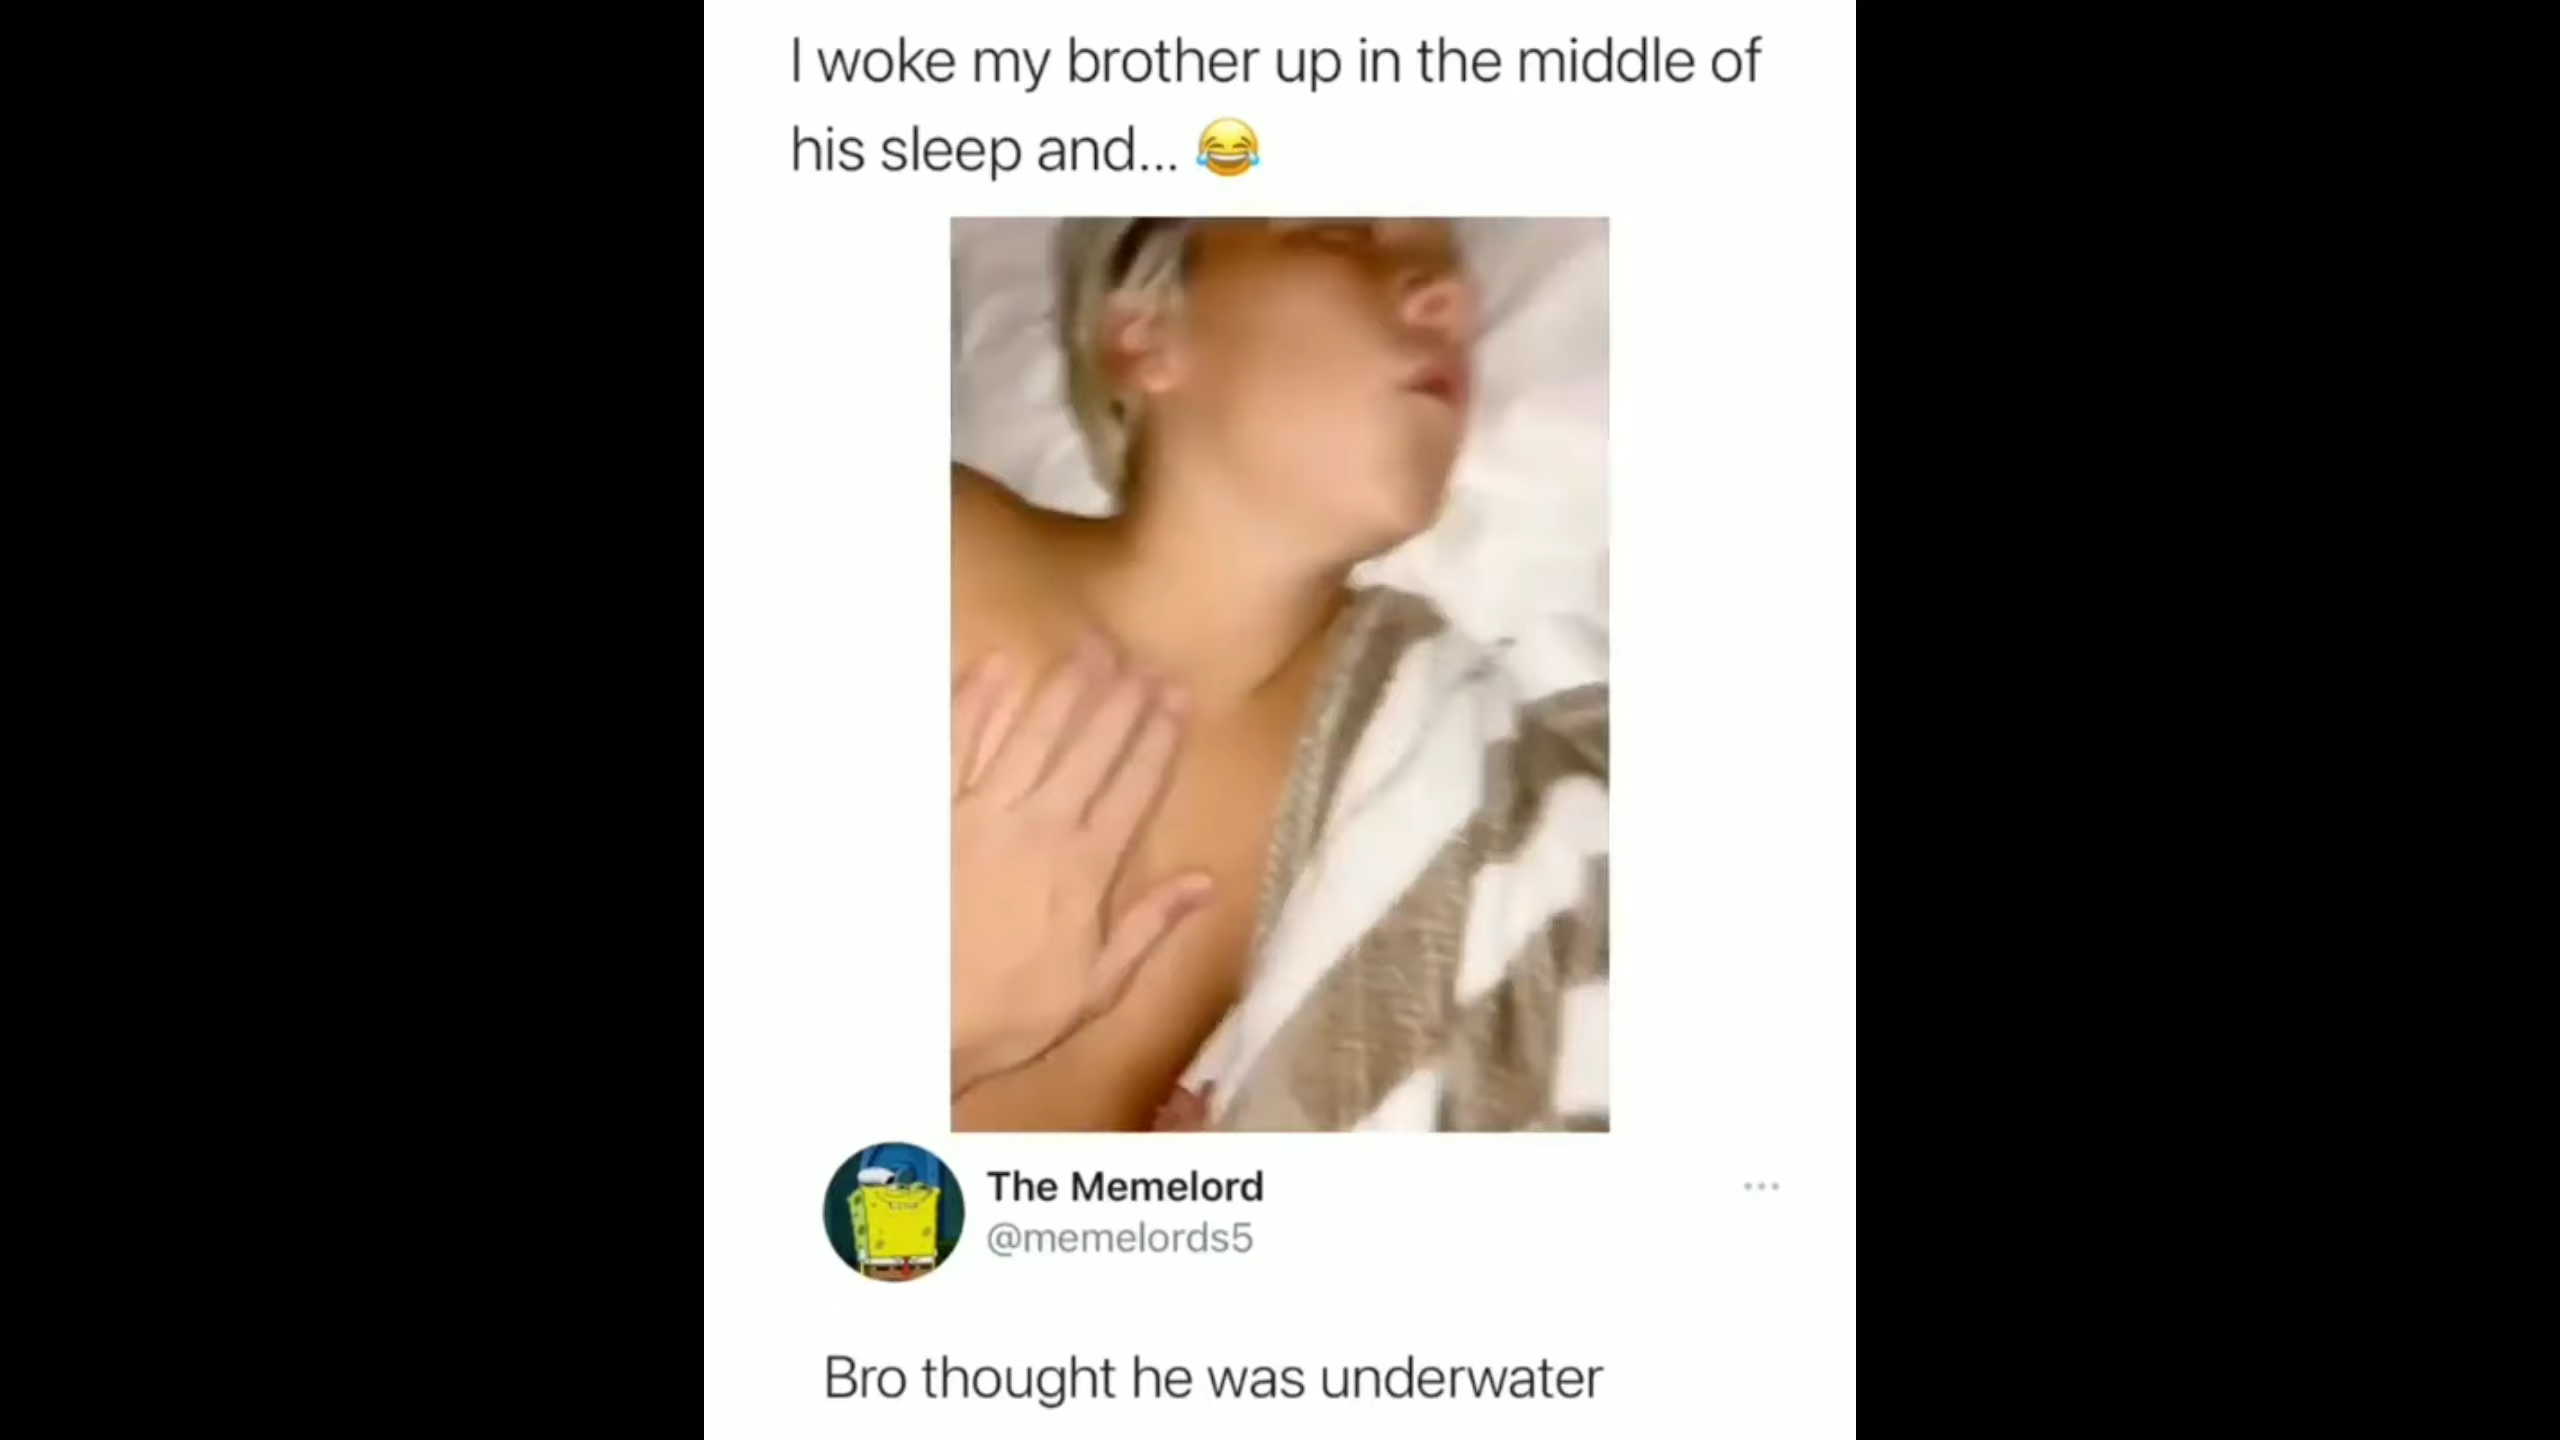 I woke my brother up in the middle of
his sleep and... 😂
The Memelord
@memelords5
Bro thought he was underwater